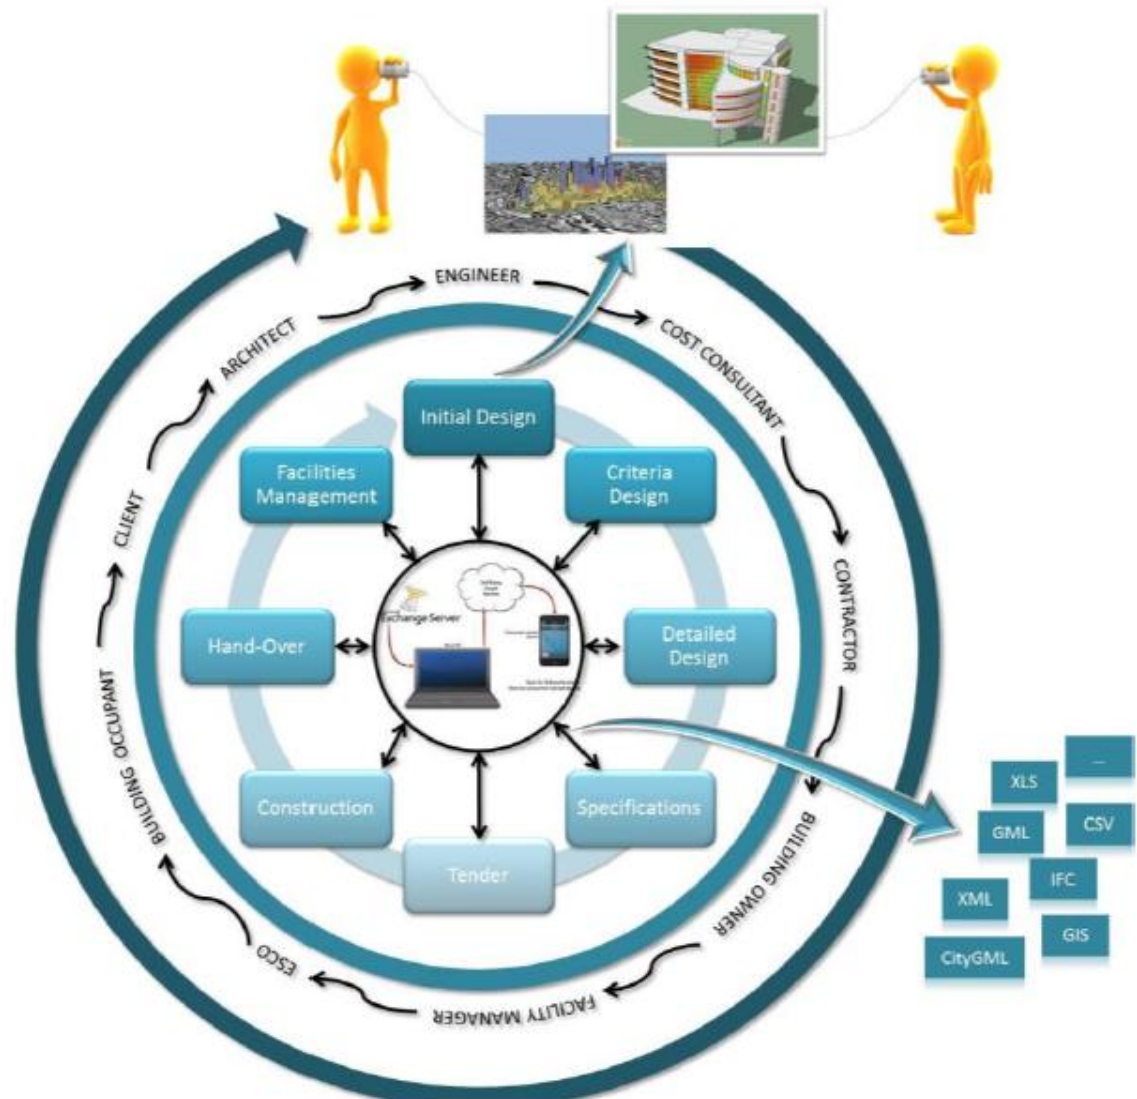 ENGINEER
COST CONSULTANT
CONTRACTOR
BUILDING OWNER
FACILITY MANAGER
ESCO
BUILDING OCCUPANT
CLIENT
ARCHITECT
Initial Design
Criteria
Design
Detailed
Design
Specifications
Tender
Construction
Hand-Over
Facilities
Management
Exchange Server
...
XLS
CSV
GML
IFC
XML
GIS
CityGML